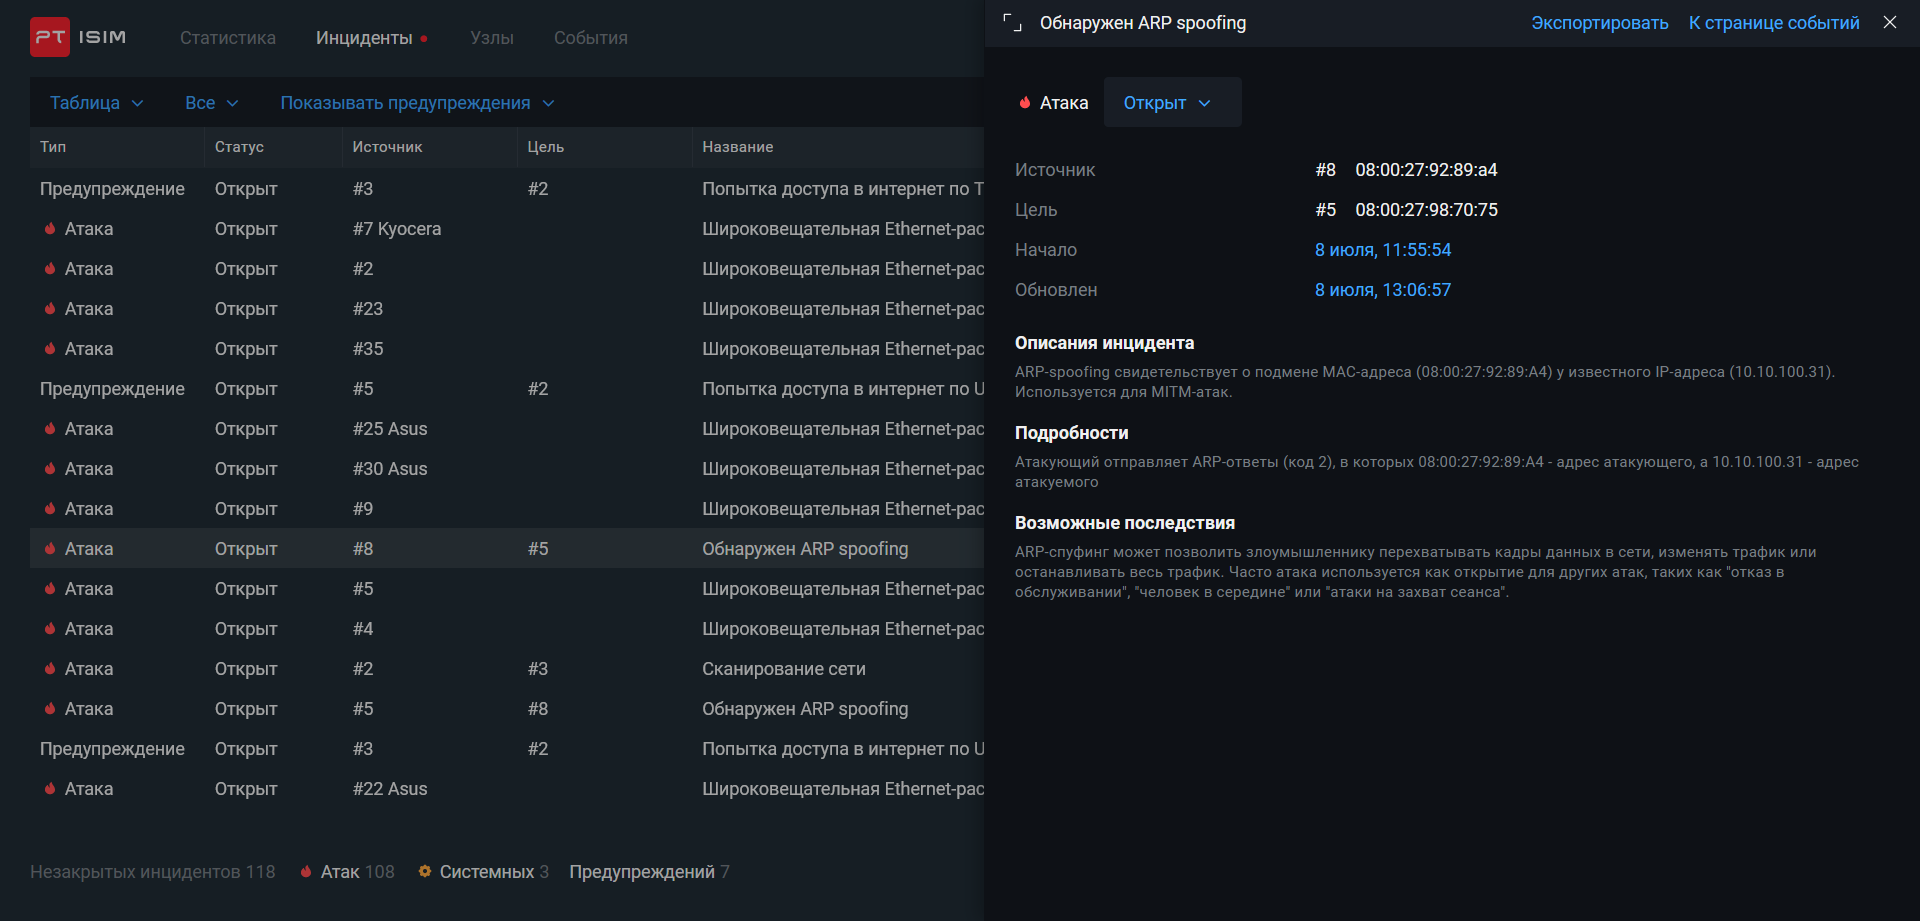 PT ISIM
Статистика Инциденты Узлы События
Таблица Все Показывать предупреждения
Тип Статус Источник Цель Название
Предупреждение Открыт #3 #2 Попытка доступа в интернет по T
Атака Открыт #7 Kyocera Широковещательная Ethernet-рас
Атака Открыт #2 Широковещательная Ethernet-рас
Атака Открыт #23 Широковещательная Ethernet-рас
Атака Открыт #35 Широковещательная Ethernet-рас
Предупреждение Открыт #5 #2 Попытка доступа в интернет по U
Атака Открыт #25 Asus Широковещательная Ethernet-рас
Атака Открыт #30 Asus Широковещательная Ethernet-рас
Атака Открыт #9 Широковещательная Ethernet-рас
Атака Открыт #8 #5 Обнаружен ARP spoofing
Атака Открыт #5 Широковещательная Ethernet-рас
Атака Открыт #4 Широковещательная Ethernet-рас
Атака Открыт #2 #3 Сканирование сети
Атака Открыт #5 #8 Обнаружен ARP spoofing
Предупреждение Открыт #3 #2 Попытка доступа в интернет по U
Атака Открыт #22 Asus Широковещательная Ethernet-рас
Незакрытых инцидентов 118 Атак 108 Системных 3 Предупреждений 7
Обнаружен ARP spoofing Экспортировать К странице событий
Атака Открыт
Источник #8 08:00:27:92:89:a4
Цель #5 08:00:27:98:70:75
Начало 8 июля, 11:55:54
Обновлен 8 июля, 13:06:57
Описания инцидента
ARP-spoofing свидетельствует о подмене MAC-адреса (08:00:27:92:89:A4) у известного IP-адреса (10.10.100.31).
Используется для MITM-атак.
Подробности
Атакующий отправляет ARP-ответы (код 2), в которых 08:00:27:92:89:A4 - адрес атакующего, а 10.10.100.31 - адрес
атакуемого
Возможные последствия
ARP-спуфинг может позволить злоумышленнику перехватывать кадры данных в сети, изменять трафик или
останавливать весь трафик. Часто атака используется как открытие для других атак, таких как "отказ в
обслуживании", "человек в середине" или "атаки на захват сеанса".